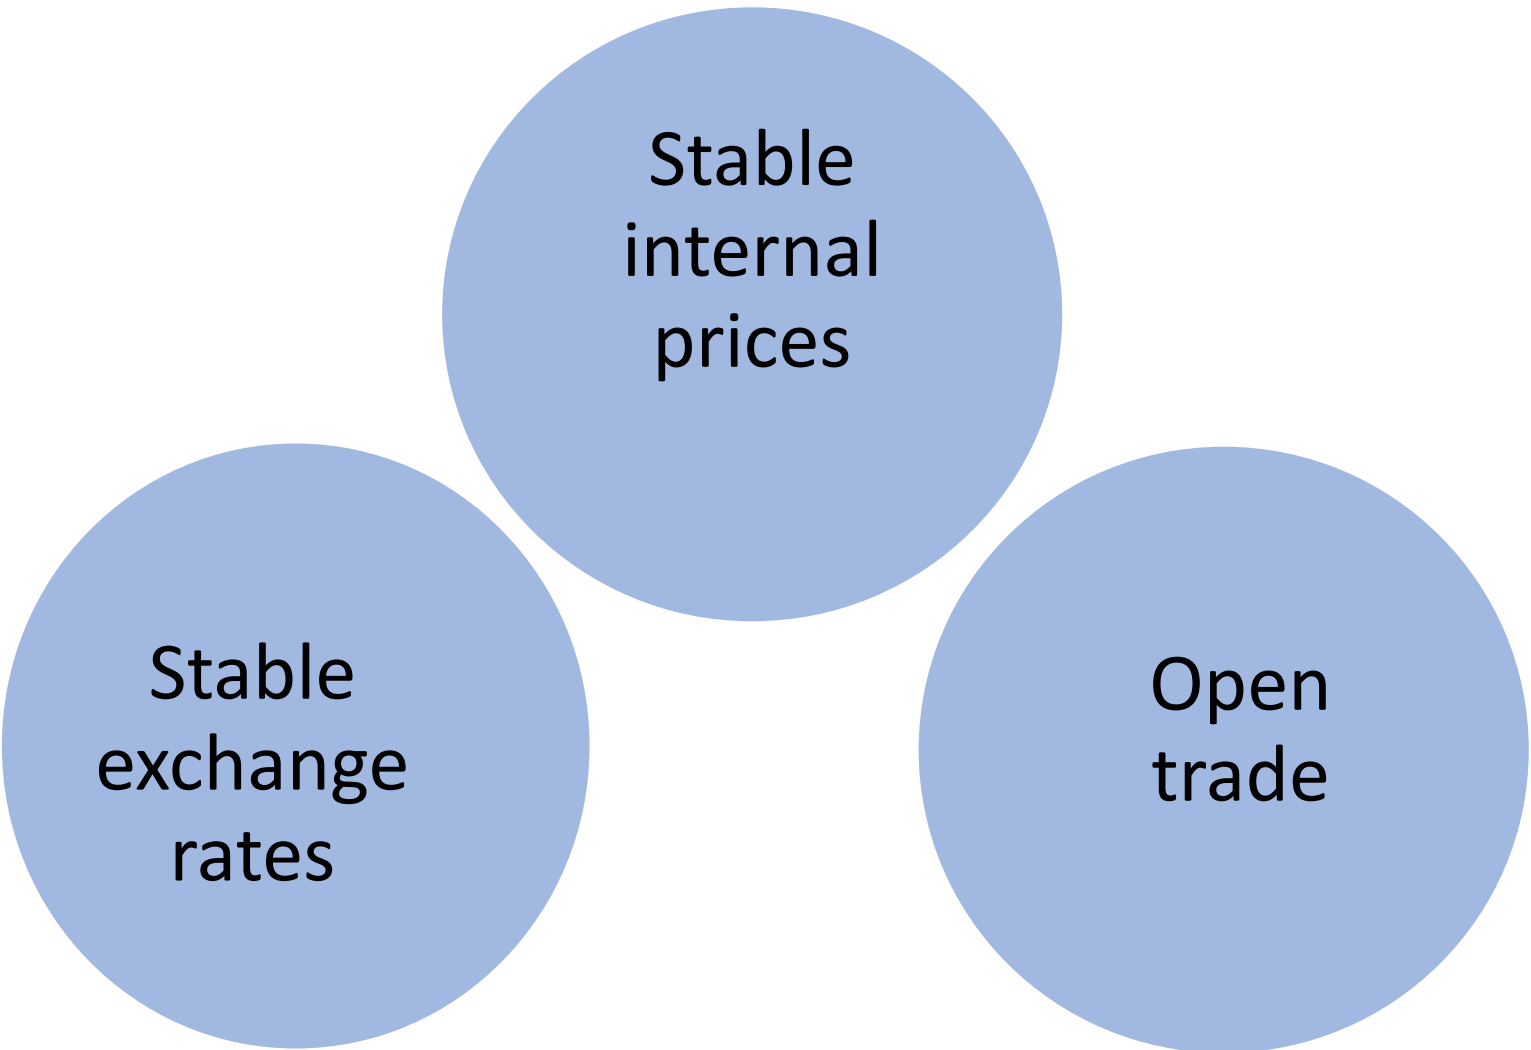 Stable
internal
prices
Stable
exchange
rates
Open
trade